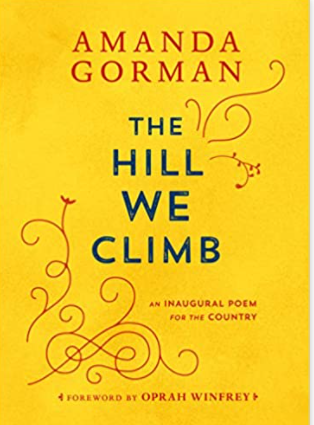 AMANDA
GORMAN
THE
HILL
WE
CLIMB
AN INAUGURAL POEM
FOR THE COUNTRY
FOREWORD BY OPRAH WINFREY